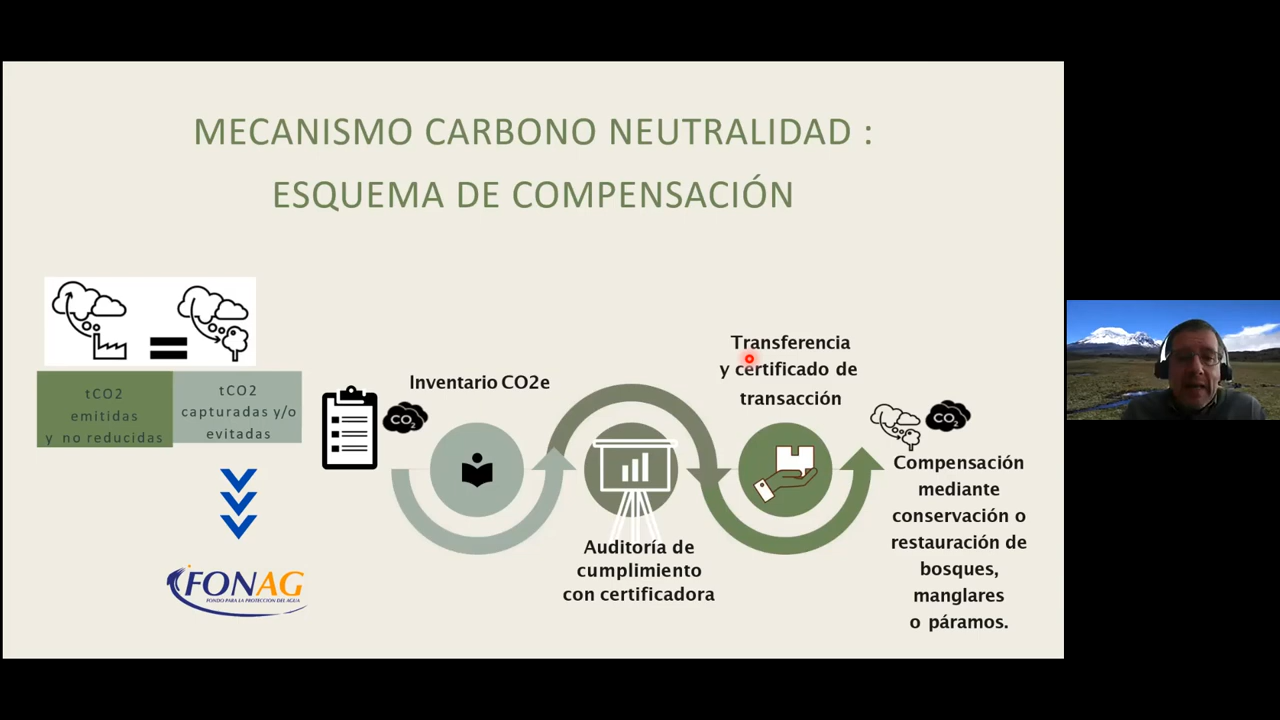 MECANISMO CARBONO NEUTRALIDAD :
ESQUEMA DE COMPENSACIÓN
tCO2
emitidas
y no reducidas
tCO2
capturadas y/o
evitadas
FONAG
FONDO PARA LA PROTECCIÓN DEL AGUA
Inventario CO2e
CO2
Auditoría de
cumplimiento
con certificadora
Transferencia
y certificado de
transacción
CO2
Compensación
mediante
conservación o
restauración de
bosques,
manglares
o páramos.